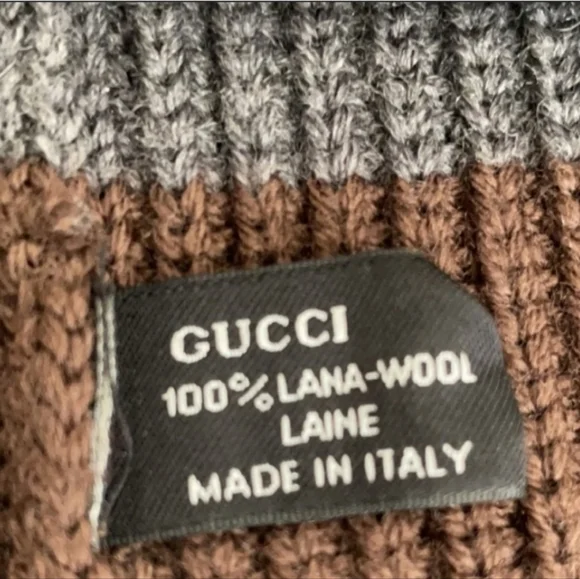 GUCCI
100% LANA-WOOL
LAINE
MADE IN ITALY